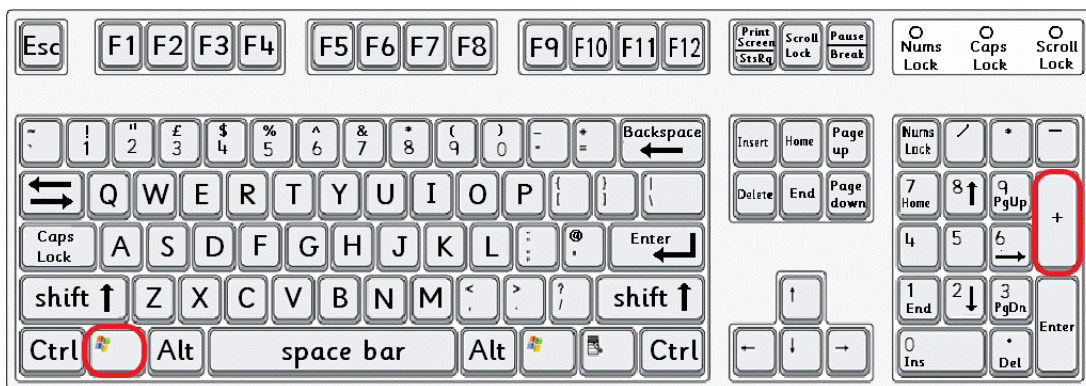 Esc F1 F2 F3 F4 F5 F6 F7 F8 F9 F10 F11 F12 Print Screen StsRq Scroll Lock Pause Break Nums Lock Caps Lock Scroll Lock
~ ` ! 1 " 2 £ 3 $ 4 % 5 ^ 6 & 7 * 8 ( 9 ) 0 - - + = Backspace Insert Home Page up Nums Lock / * -
Q W E R T Y U I O P { [ } ] | \ Delete End Page down 7 Home 8 9 PgUp +
Caps Lock A S D F G H J K L : ; @ " Enter 4 5 6
shift Z X C V B N M < , > . ? / shift 1 End 2 3 PgDn Enter
Ctrl Alt space bar Alt Ctrl 0 Ins . Del